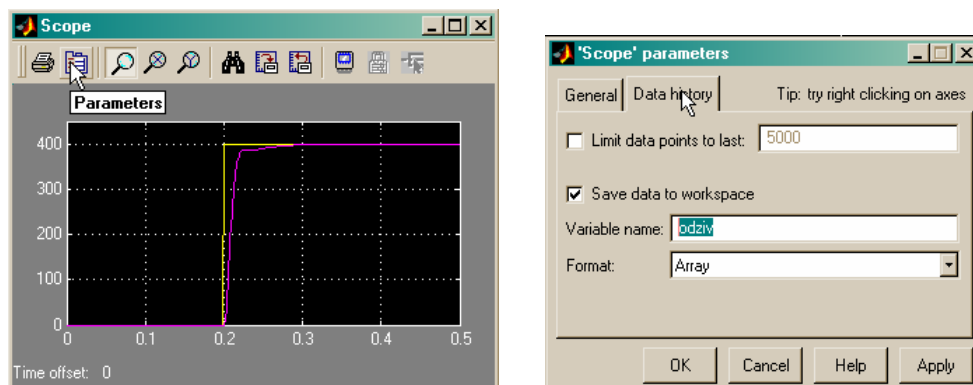 Scope
Parameters
400
300
200
100
0
0 0.1 0.2 0.3 0.4 0.5
Time offset: 0
'Scope' parameters
General Data history Tip: try right clicking on axes
Limit data points to last: 5000
Save data to workspace
Variable name: odziv
Format: Array
OK Cancel Help Apply